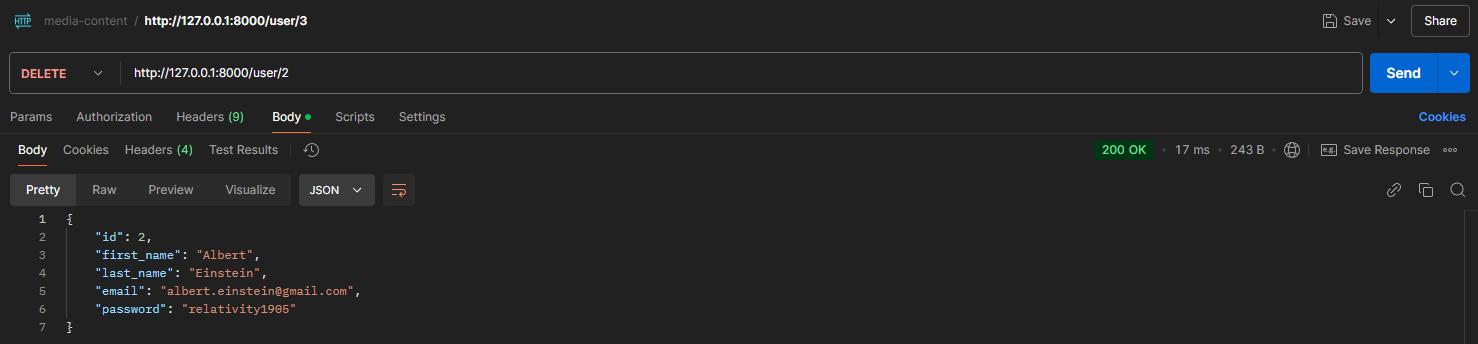 HTTP media-content / http://127.0.0.1:8000/user/3 Save Share
DELETE http://127.0.0.1:8000/user/2 Send
Params Authorization Headers (9) Body Scripts Settings Cookies
Body Cookies Headers (4) Test Results 200 OK • 17 ms • 243 B e.g. Save Response
Pretty Raw Preview Visualize JSON
1 {
2 "id": 2,
3 "first_name": "Albert",
4 "last_name": "Einstein",
5 "email": "albert.einstein@gmail.com",
6 "password": "relativity1905"
7 }